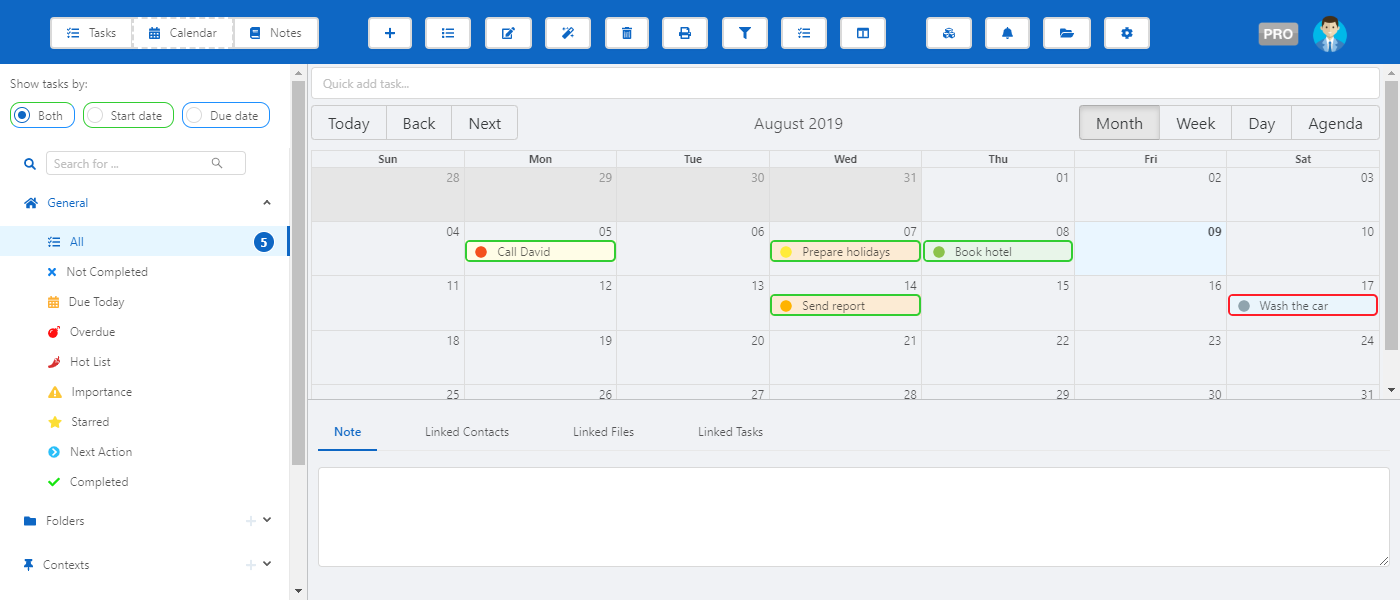 Tasks Calendar Notes PRO
Show tasks by:
Both Start date Due date
Search for ...
General
All 5
Not Completed
Due Today
Overdue
Hot List
Importance
Starred
Next Action
Completed
Folders
Contexts
Quick add task...
Today Back Next August 2019 Month Week Day Agenda
Sun Mon Tue Wed Thu Fri Sat
28 29 30 31 01 02 03
04 05 06 07 08 09 10
Call David Prepare holidays Book hotel
11 12 13 14 15 16 17
Send report Wash the car
18 19 20 21 22 23 24
25 26 27 28 29 30 31
Note Linked Contacts Linked Files Linked Tasks